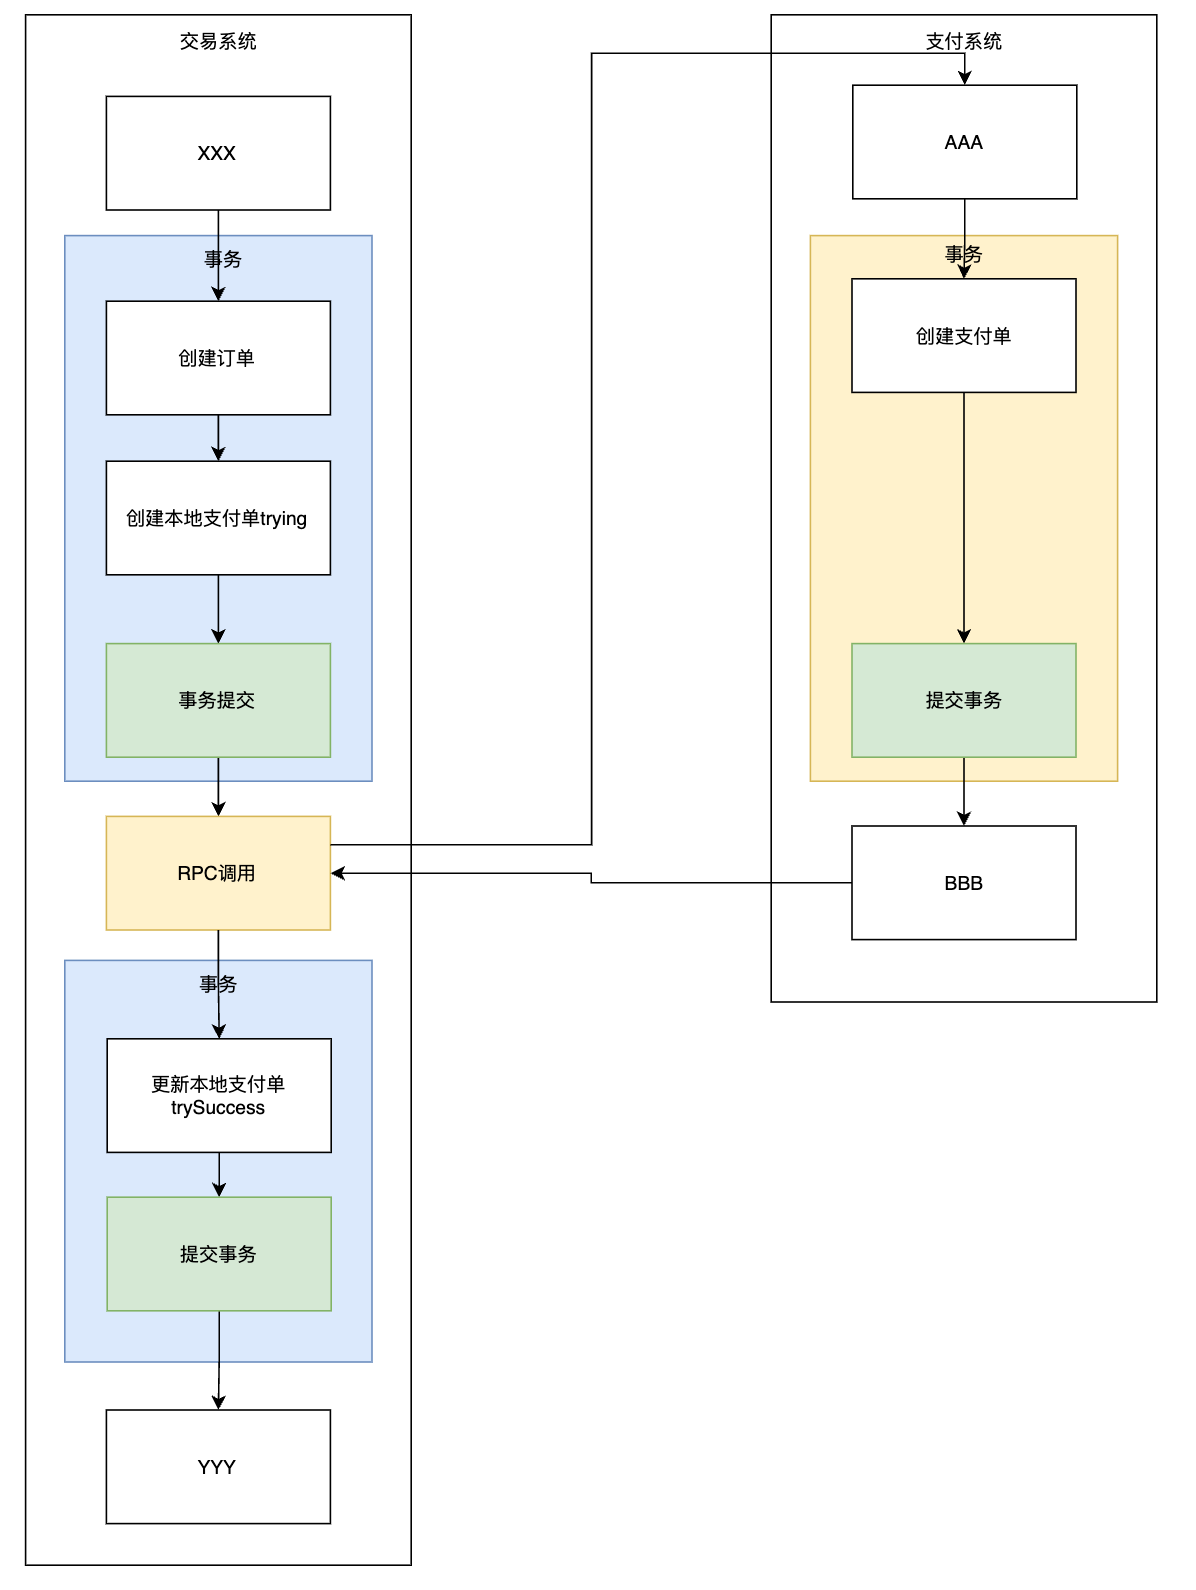 交易系统
XXX
事务
创建订单
创建本地支付单trying
事务提交
RPC调用
事务
更新本地支付单
trySuccess
提交事务
YYY
支付系统
AAA
事务
创建支付单
提交事务
BBB